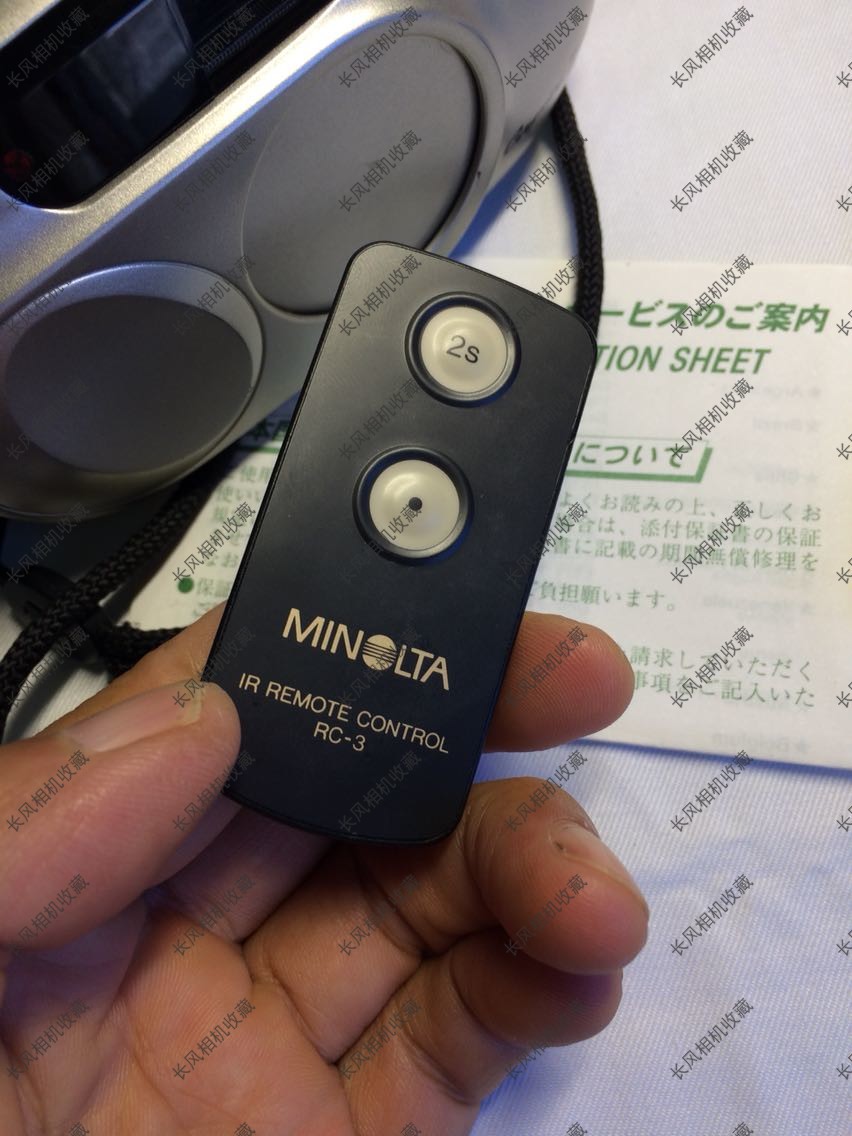 2s
MINOLTA
IR REMOTE CONTROL
RC-3
ービスのご案内
TION SHEET
について
よくお読みの上、正しくお
合は、添付保証書の保証
書に記載の期間無償修理を
ご負担願います。
請求していただく
事項をご記入いた
●保証
長风相机收藏